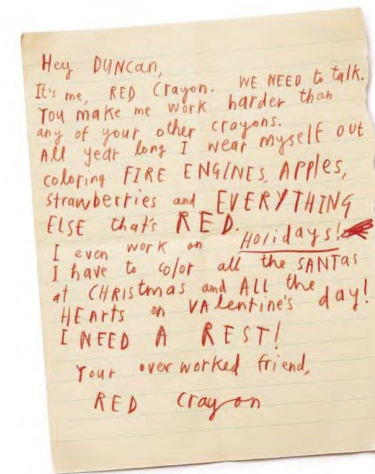 Hey DUNcan,
It's me, RED Crayon. WE NEED to talk.
You make me work harder than
any of your other crayons.
All year long I wear myself out
coloring FIRE ENGINES, APPles,
strawberries and EVERYTHING
ELSE that's RED.
I even work on Holidays!
I have to color all the SANTas
at CHRistmas and ALL the
HEArts on VAlentine's day!
I NEED A REST!
Your overworked friend,
RED Crayon